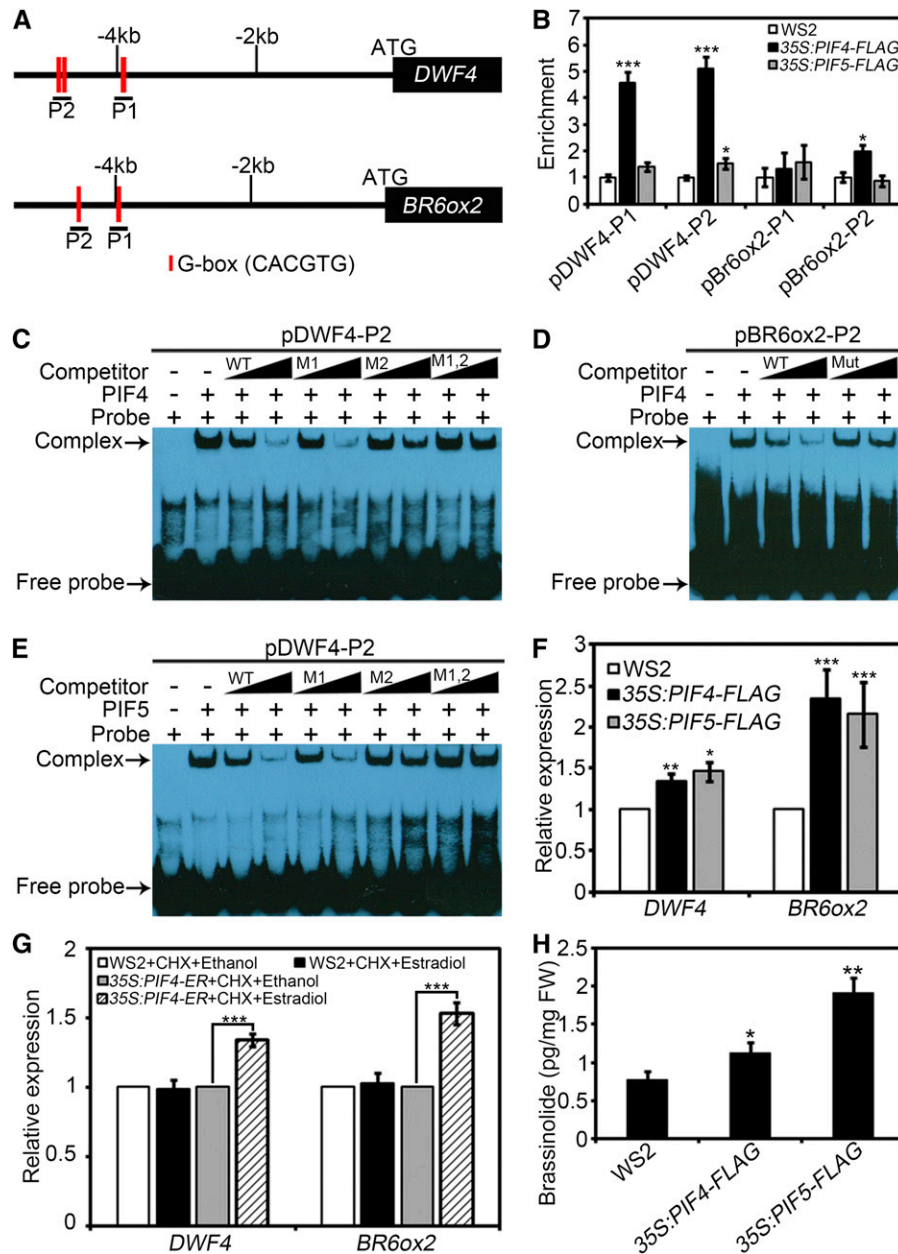 A
-4kb
-2kb
ATG
DWF4
P2
P1
-4kb
-2kb
ATG
BR6ox2
P2
P1
G-box (CACGTG)
B
Enrichment
7
6
5
4
3
2
1
0
WS2
35S:PIF4-FLAG
35S:PIF5-FLAG
***
***
*
*
pDWF4-P1
pDWF4-P2
pBr6ox2-P1
pBr6ox2-P2
C
pDWF4-P2
Competitor - - WT M1 M2 M1,2
PIF4 - + + + + + + + + +
Probe + + + + + + + + + +
Complex→
Free probe→
D
pBR6ox2-P2
Competitor - - WT Mut
PIF4 - + + + + +
Probe + + + + + +
Complex→
Free probe→
E
pDWF4-P2
Competitor - - WT M1 M2 M1,2
PIF5 - + + + + + + + + +
Probe + + + + + + + + + +
Complex→
Free probe→
F
Relative expression
3
2.5
2
1.5
1
0.5
0
WS2
35S:PIF4-FLAG
35S:PIF5-FLAG
**
*
***
***
DWF4
BR6ox2
G
Relative expression
2
1.5
1
0.5
0
WS2+CHX+Ethanol
WS2+CHX+Estradiol
35S:PIF4-ER+CHX+Ethanol
35S:PIF4-ER+CHX+Estradiol
***
***
DWF4
BR6ox2
H
Brassinolide (pg/mg FW)
2.5
2
1.5
1
0.5
0
*
**
WS2
35S:PIF4-FLAG
35S:PIF5-FLAG